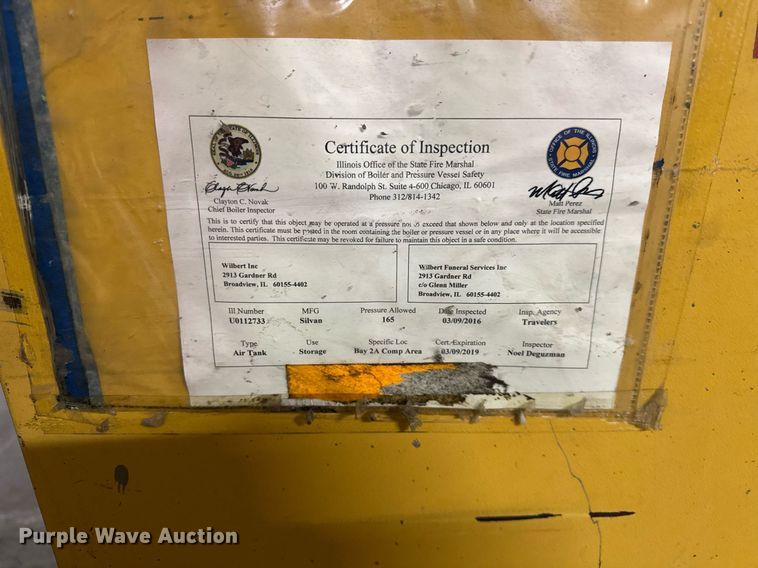 Certificate of Inspection
Illinois Office of the State Fire Marshal
Division of Boiler and Pressure Vessel Safety
100 W. Randolph St. Suite 4-600 Chicago, IL 60601
Phone 312/814-1342
Clayton C. Novak
Chief Boiler Inspector
OFFICE OF THE ILLINOIS
STATE FIRE MARSHAL
Matt Perez
State Fire Marshal
This is to certify that this object may be operated at a pressure not to exceed that shown below and only at the location specified
herein. This certificate must be posted in the room containing the boiler or pressure vessel or in any place where it will be accessible
to interested parties. This certificate may be revoked for failure to maintain this object in a safe condition.
Wilbert Inc
2913 Gardner Rd
Broadview, IL 60155-4402
Wilbert Funeral Services Inc
2913 Gardner Rd
c/o Glenn Miller
Broadview, IL 60155-4402
Ill Number MFG Pressure Allowed Date Inspected Insp. Agency
U0112733 Silvan 165 03/09/2016 Travelers
Type Use Specific Loc Cert. Expiration Inspector
Air Tank Storage Bay 2A Comp Area 03/09/2019 Noel Deguzman
Purple Wave Auction